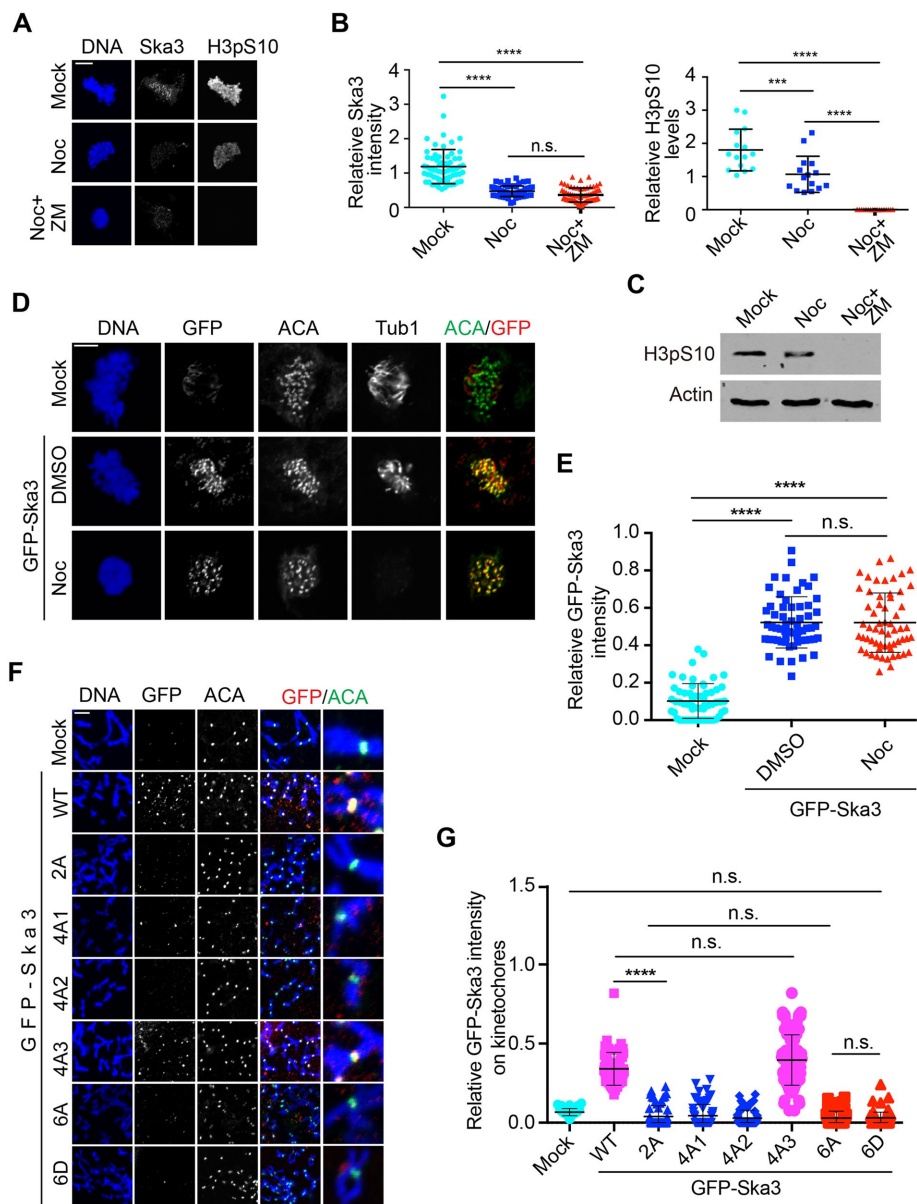 A
DNA Ska3 H3pS10
Mock
Noc
Noc+
ZM
B
Relateive Ska3
intensity
4
3
2
1
0
****
****
n.s.
Mock
Noc
Noc+
ZM
Relative H3pS10
levels
4
3
2
1
0
****
***
****
Mock
Noc
Noc+
ZM
C
Mock
Noc
Noc+
ZM
H3pS10
Actin
D
DNA GFP ACA Tub1 ACA/GFP
Mock
GFP-Ska3
DMSO
Noc
E
Relateive GFP-Ska3
intensity
1.0
0.8
0.6
0.4
0.2
0.0
****
****
n.s.
Mock
DMSO
Noc
GFP-Ska3
F
DNA GFP ACA GFP/ACA
Mock
GFP-Ska3
WT
2A
4A1
4A2
4A3
6A
6D
G
Relative GFP-Ska3 intensity
on kinetochores
1.5
1.0
0.5
0.0
n.s.
n.s.
n.s.
****
n.s.
Mock
WT
2A
4A1
4A2
4A3
6A
6D
GFP-Ska3